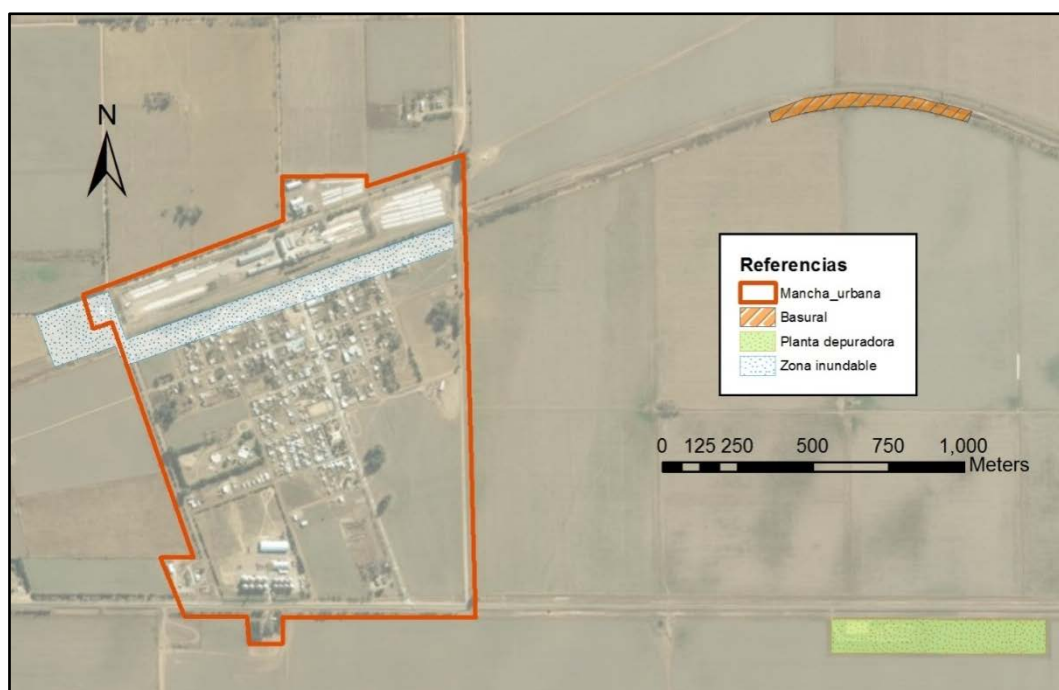 N
Referencias
Mancha_urbana
Basural
Planta depuradora
Zona inundable
0 125 250 500 750 1,000
Meters